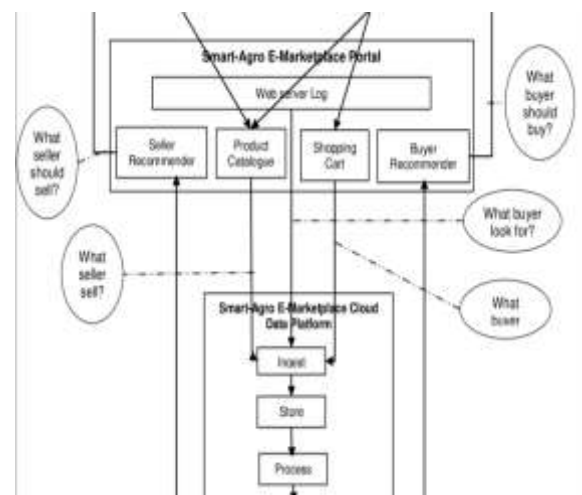 Smart-Agro E-Marketplace Portal
Web server Log
What
buyer
should
buy?
What
seller
should
sell?
Seller
Recommender
Product
Catalogue
Shopping
Cart
Buyer
Recommender
What buyer
look for?
What
seller
sell?
What
buyer
Smart-Agro E-Marketplace Cloud
Data Platform
Ingest
Store
Process